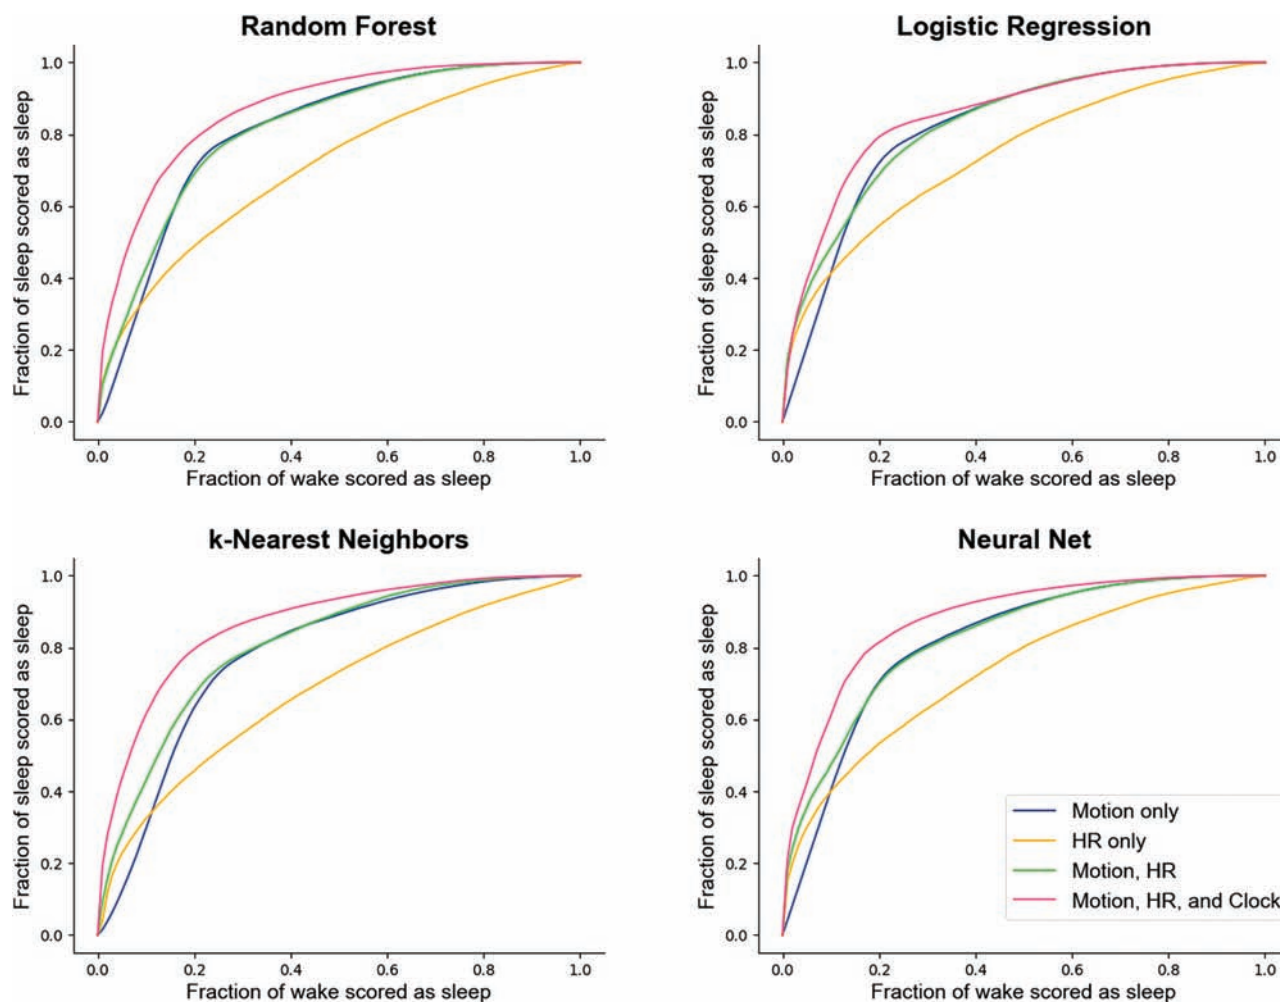 Random Forest
Fraction of sleep scored as sleep
1.0
0.8
0.6
0.4
0.2
0.0
0.0 0.2 0.4 0.6 0.8 1.0
Fraction of wake scored as sleep
Logistic Regression
Fraction of sleep scored as sleep
1.0
0.8
0.6
0.4
0.2
0.0
0.0 0.2 0.4 0.6 0.8 1.0
Fraction of wake scored as sleep
k-Nearest Neighbors
Fraction of sleep scored as sleep
1.0
0.8
0.6
0.4
0.2
0.0
0.0 0.2 0.4 0.6 0.8 1.0
Fraction of wake scored as sleep
Neural Net
Fraction of sleep scored as sleep
1.0
0.8
0.6
0.4
0.2
0.0
0.0 0.2 0.4 0.6 0.8 1.0
Fraction of wake scored as sleep
Motion only
HR only
Motion, HR
Motion, HR, and Clock